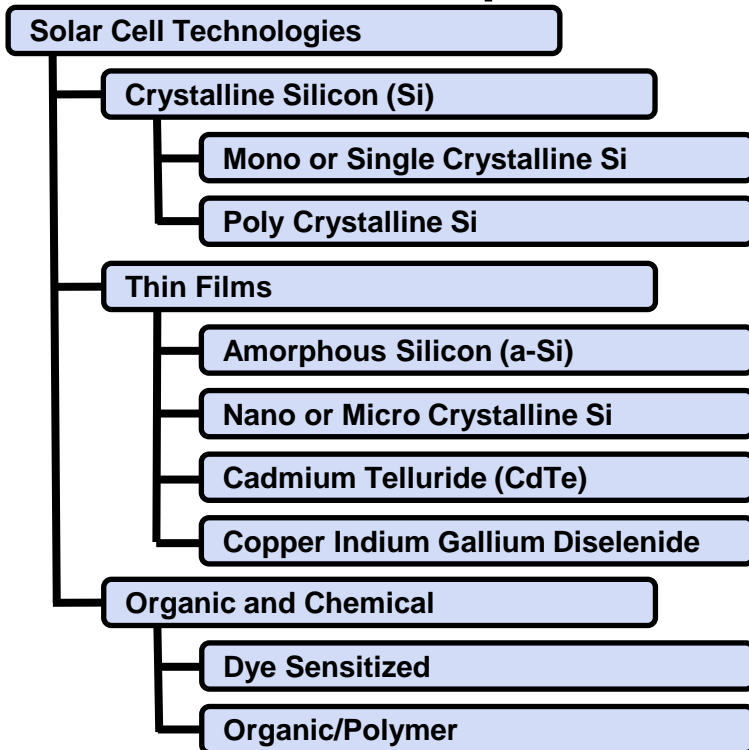 Solar Cell Technologies
Crystalline Silicon (Si)
Mono or Single Crystalline Si
Poly Crystalline Si
Thin Films
Amorphous Silicon (a-Si)
Nano or Micro Crystalline Si
Cadmium Telluride (CdTe)
Copper Indium Gallium Diselenide
Organic and Chemical
Dye Sensitized
Organic/Polymer